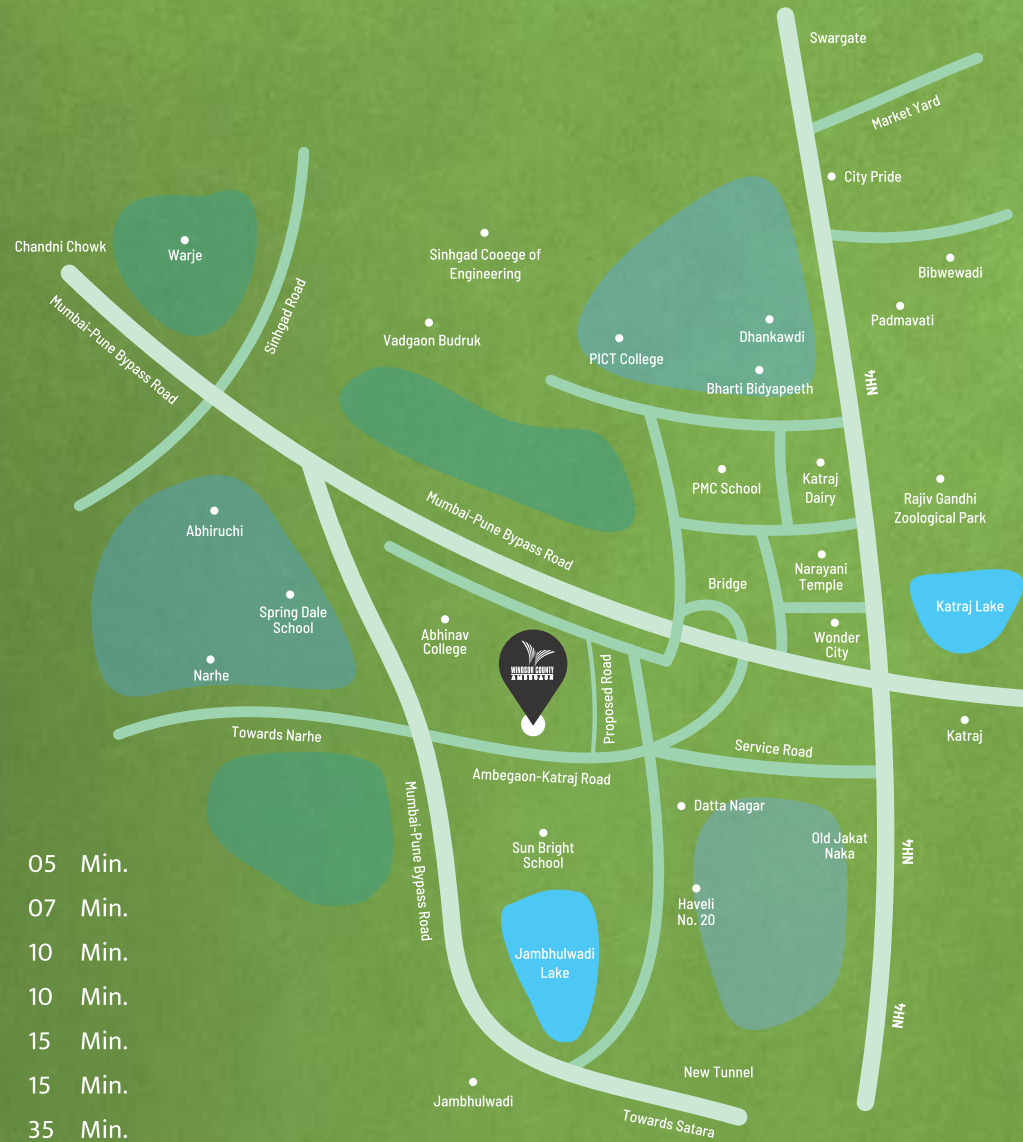 Swargate
Market Yard
City Pride
Chandni Chowk
Warje
Sinhgad Cooege of
Engineering
Bibwewadi
Mumbai-Pune Bypass Road
Sinhgad Road
Vadgaon Budruk
Padmavati
Dhankawdi
PICT College
Bharti Bidyapeeth
NH4
PMC School
Katraj
Dairy
Rajiv Gandhi
Zoological Park
Abhiruchi
Mumbai-Pune Bypass Road
Narayani
Temple
Bridge
Katraj Lake
Spring Dale
School
Abhinav
College
Wonder
City
WINDSOR COUNTY
AMBEGAON
Narhe
Proposed Road
Katraj
Towards Narhe
Service Road
Ambegaon-Katraj Road
Mumbai-Pune Bypass Road
Datta Nagar
Sun Bright
School
Old Jakat
Naka
NH4
Haveli
No. 20
Jambhulwadi
Lake
NH4
New Tunnel
Jambhulwadi
Towards Satara
05 Min.
07 Min.
10 Min.
10 Min.
15 Min.
15 Min.
35 Min.